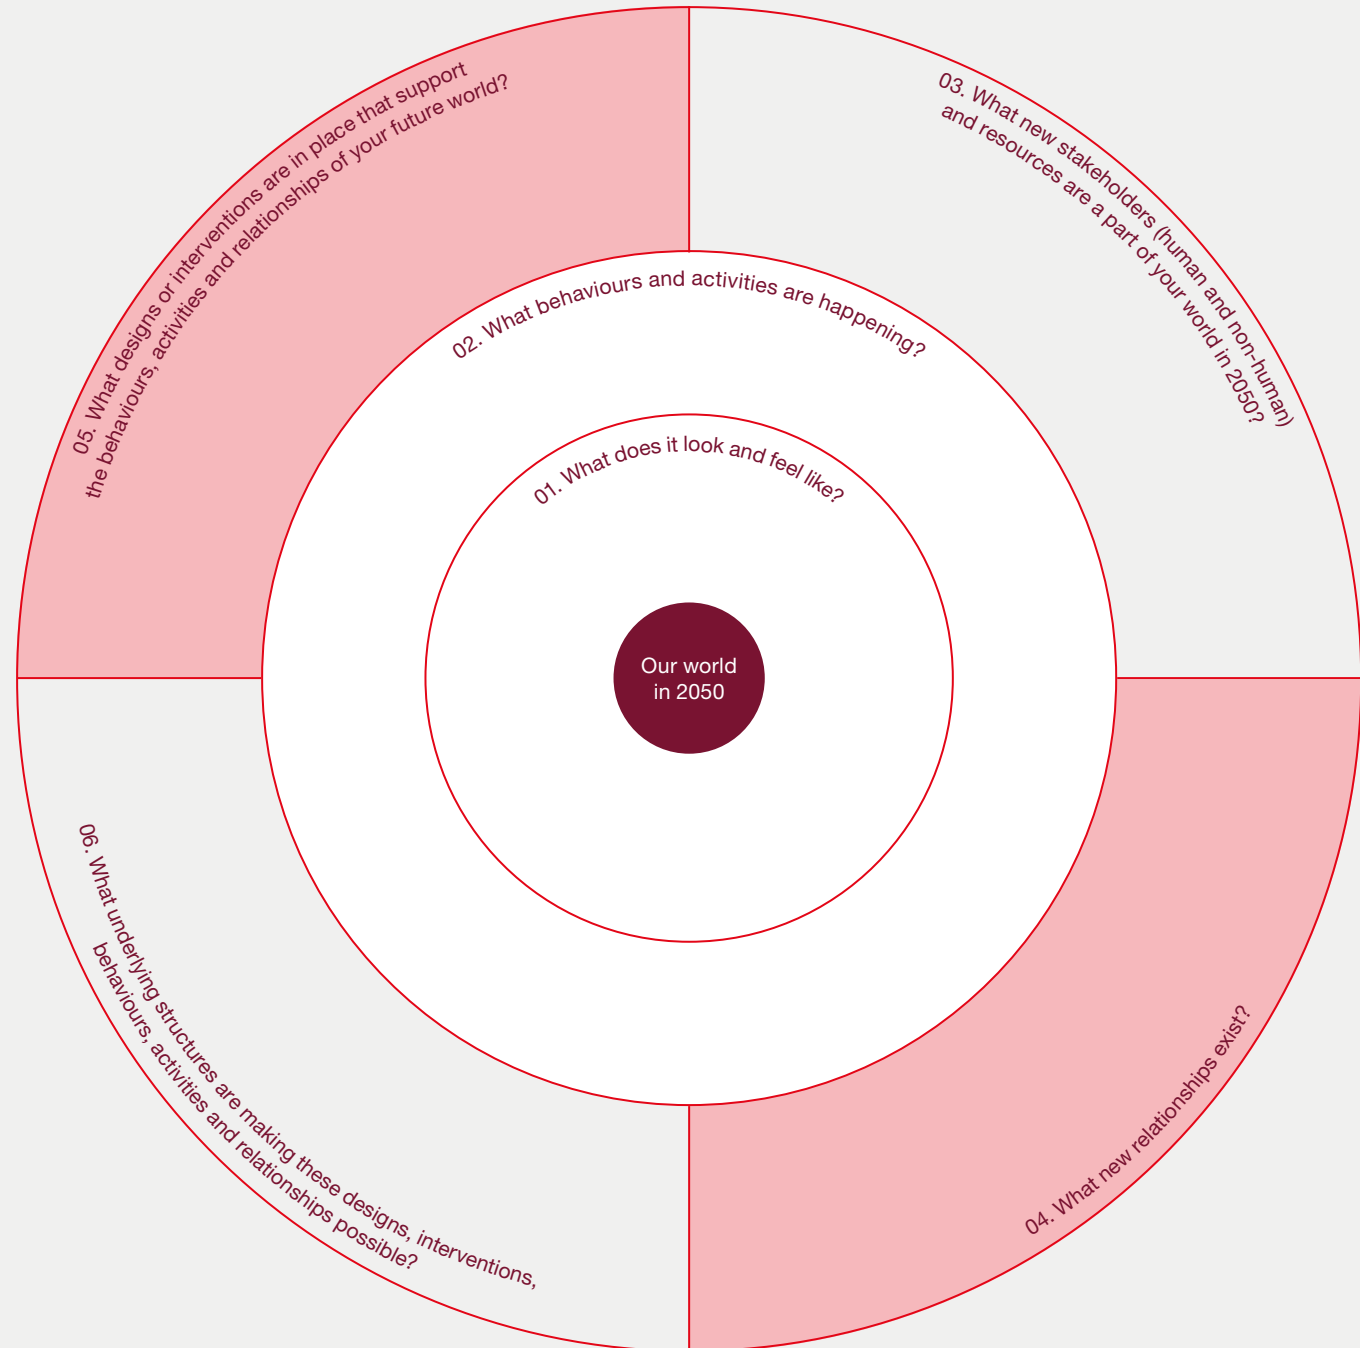 Our world
in 2050
01. What does it look and feel like?
02. What behaviours and activities are happening?
03. What new stakeholders (human and non-human)
and resources are a part of your world in 2050?
04. What new relationships exist?
05. What designs or interventions are in place that support
the behaviours, activities and relationships of your future world?
06. What underlying structures are making these designs, interventions,
behaviours, activities and relationships possible?